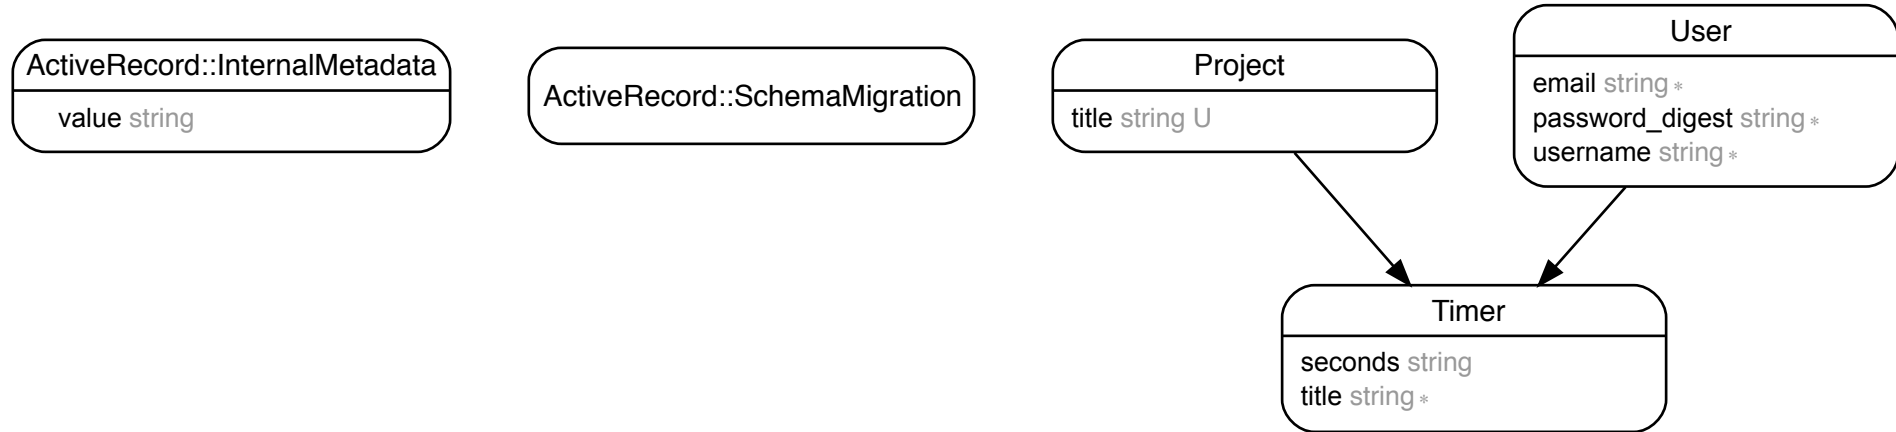 ActiveRecord::InternalMetadata
value string
ActiveRecord::SchemaMigration
Project
title string U
User
email string *
password_digest string *
username string *
Timer
seconds string
title string *